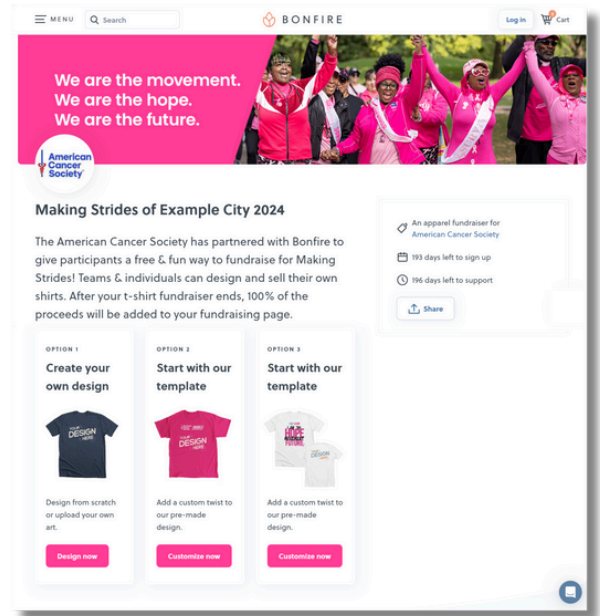 MENU
Search
BONFIRE
Log in
Cart
We are the movement.
We are the hope.
We are the future.
American
Cancer
Society
Making Strides of Example City 2024
The American Cancer Society has partnered with Bonfire to
give participants a free & fun way to fundraise for Making
Strides! Teams & individuals can design and sell their own
shirts. After your t-shirt fundraiser ends, 100% of the
proceeds will be added to your fundraising page.
An apparel fundraiser for
American Cancer Society
193 days left to sign up
196 days left to support
Share
OPTION 1
Create your
own design
YOUR
DESIGN
HERE
Design from scratch
or upload your own
art.
Design now
OPTION 2
Start with our
template
YOUR
DESIGN
HERE
Add a custom twist to
our pre-made
design.
Customize now
OPTION 3
Start with our
template
HOPE
MOVEMENT
FUTURE.
DESIGN
Add a custom twist to
our pre-made
design.
Customize now